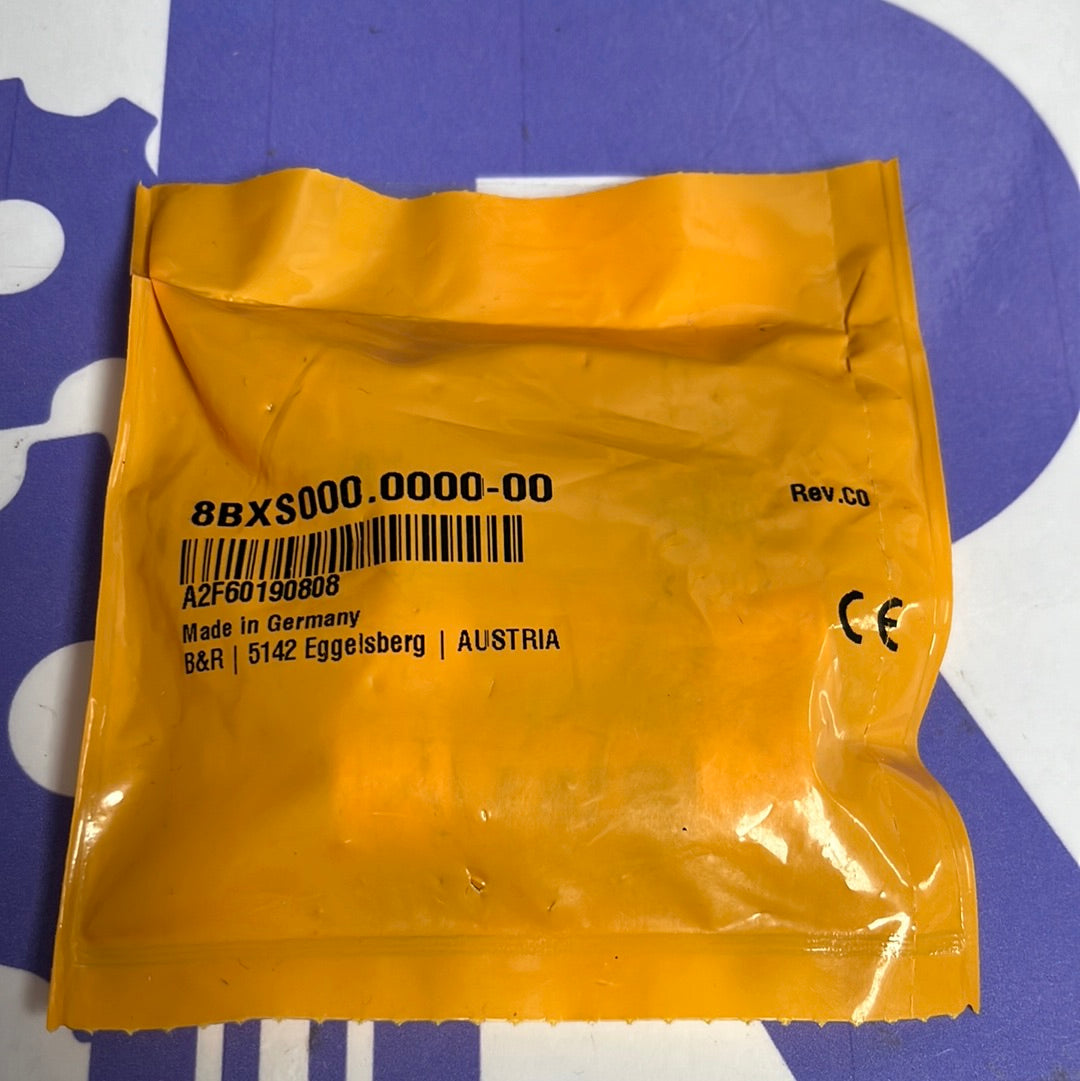 8BXS000.0000-00
Rev.C0
A2F60190808
Made in Germany
B&R | 5142 Eggelsberg | AUSTRIA
CE